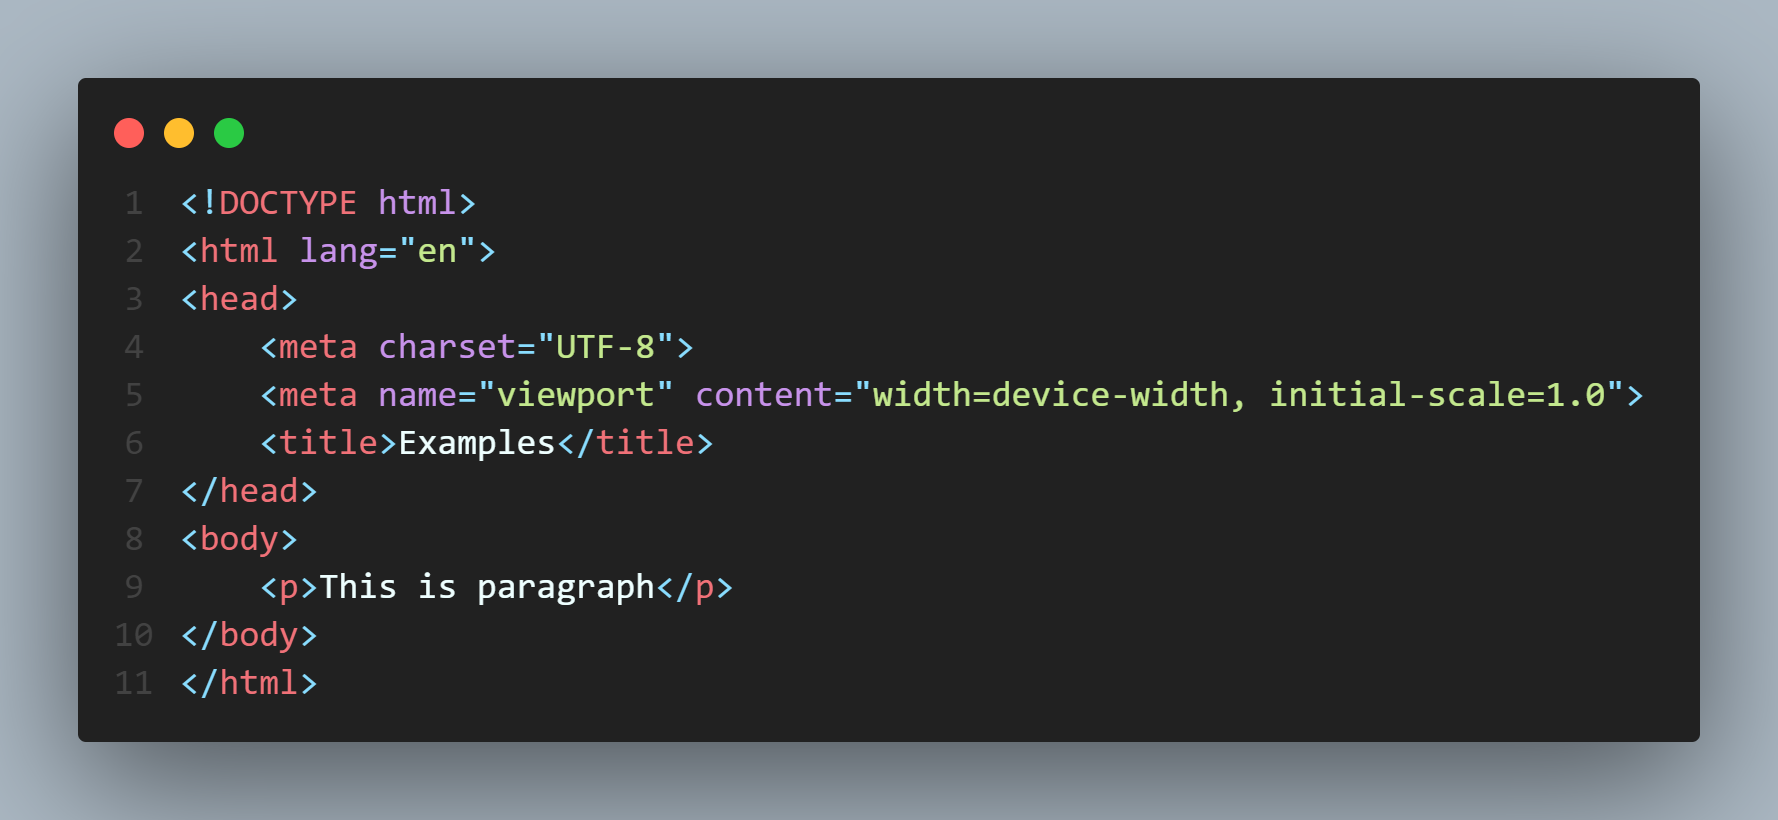 1 <!DOCTYPE html>
2 <html lang="en">
3 <head>
4     <meta charset="UTF-8">
5     <meta name="viewport" content="width=device-width, initial-scale=1.0">
6     <title>Examples</title>
7 </head>
8 <body>
9     <p>This is paragraph</p>
10 </body>
11 </html>